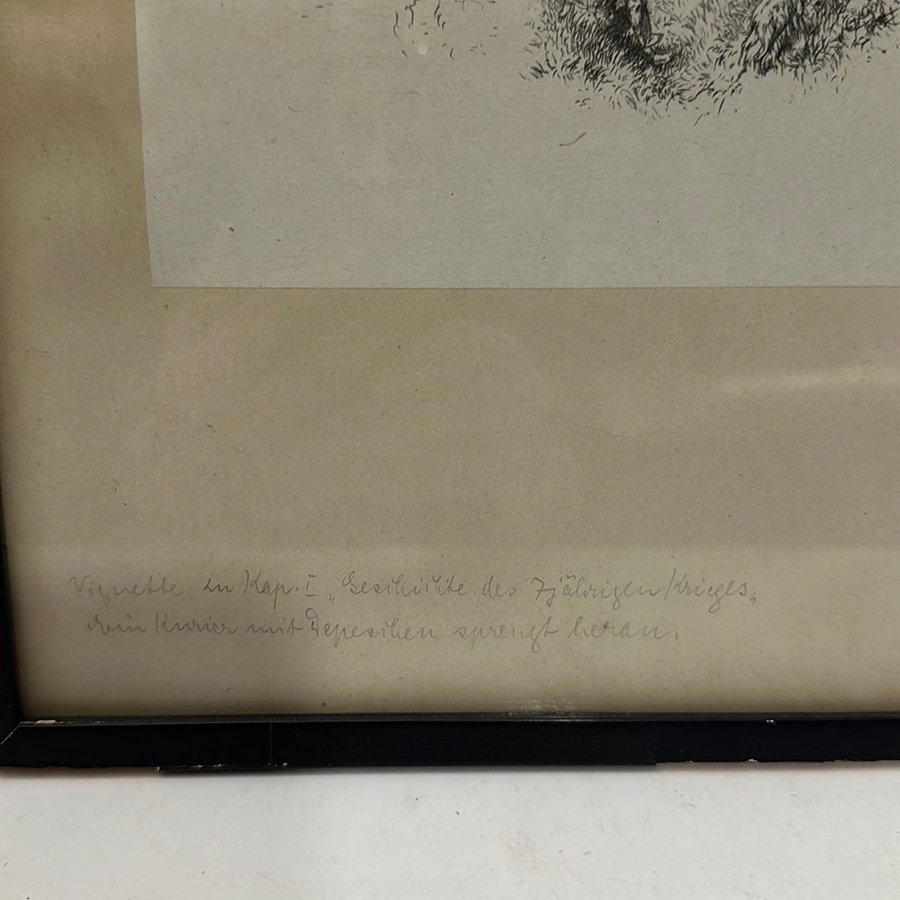 Vignette zu Kap. I „Geschichte des 7jährigen Krieges"
Ein Kurier mit Depeschen sprengt heran.